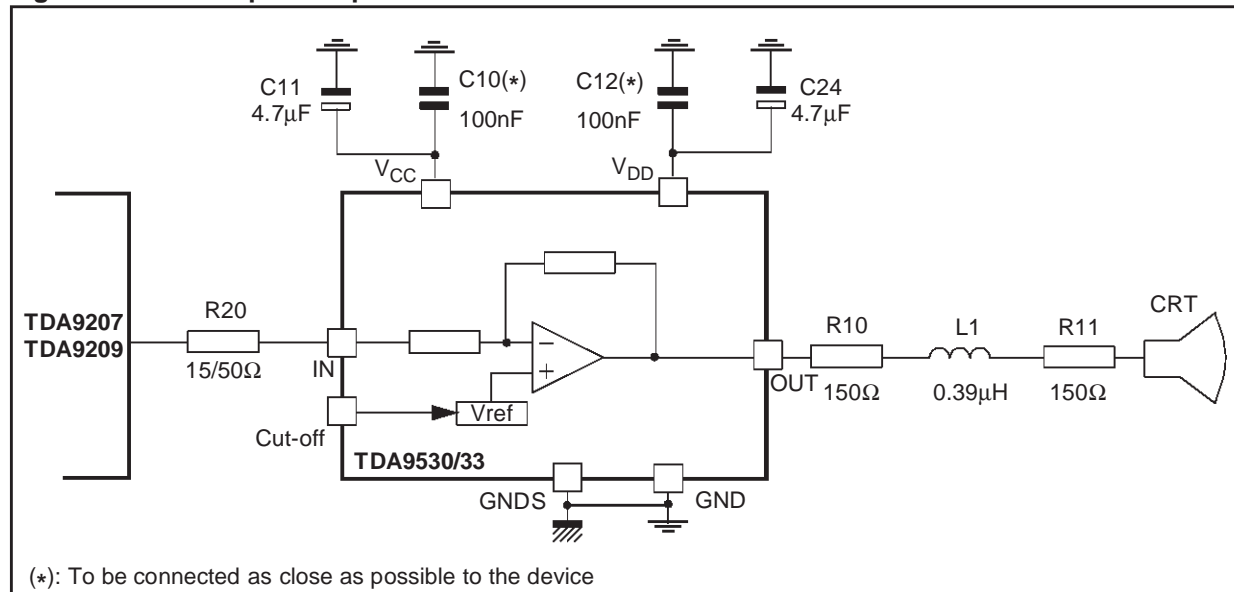 C11
4.7µF
C10(*)
100nF
C12(*)
100nF
C24
4.7µF
VCC
VDD
TDA9207
TDA9209
R20
15/50Ω
IN
Cut-off
Vref
TDA9530/33
GNDS
GND
OUT
R10
150Ω
L1
0.39µH
R11
150Ω
CRT
(*): To be connected as close as possible to the device